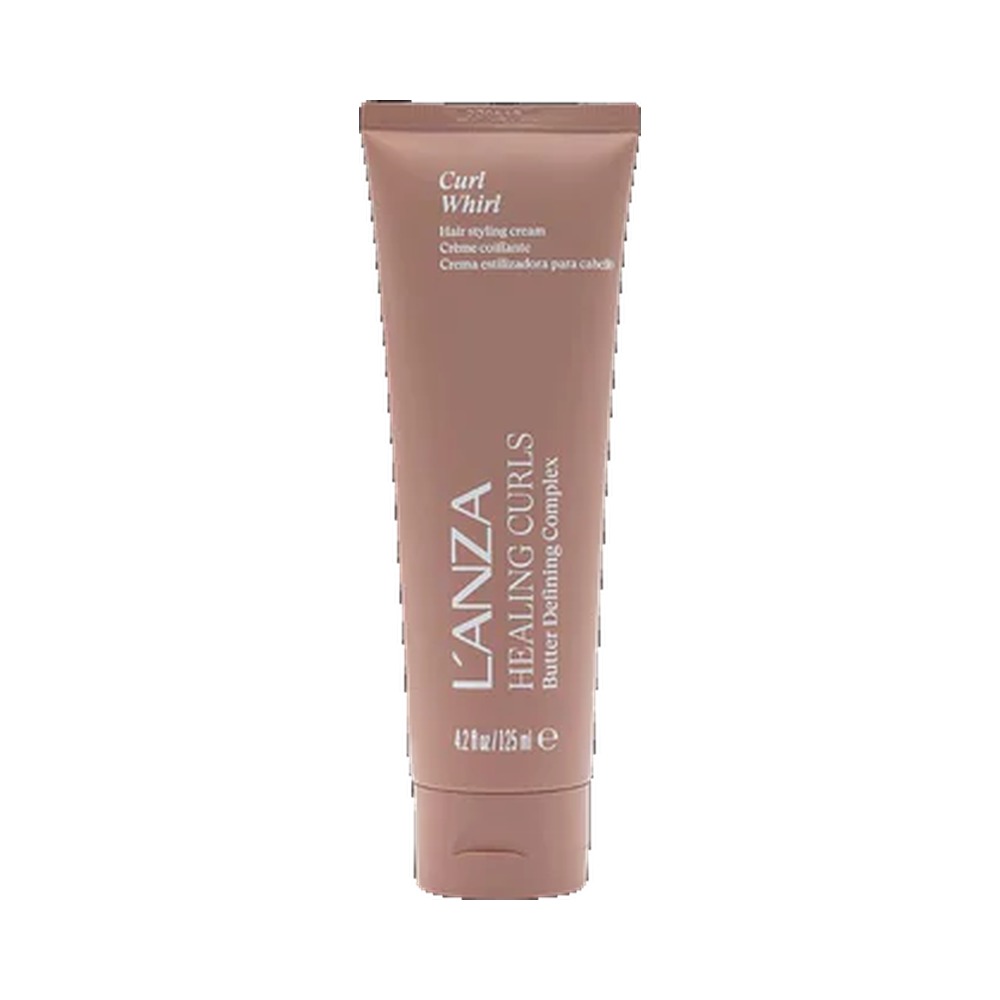 Curl
Whirl
Hair styling cream
Crème coiffante
Crema estilizadora para cabello
L'ANZA
HEALING CURLS
Butter Defining Complex
4.2 fl oz / 125 ml ℮